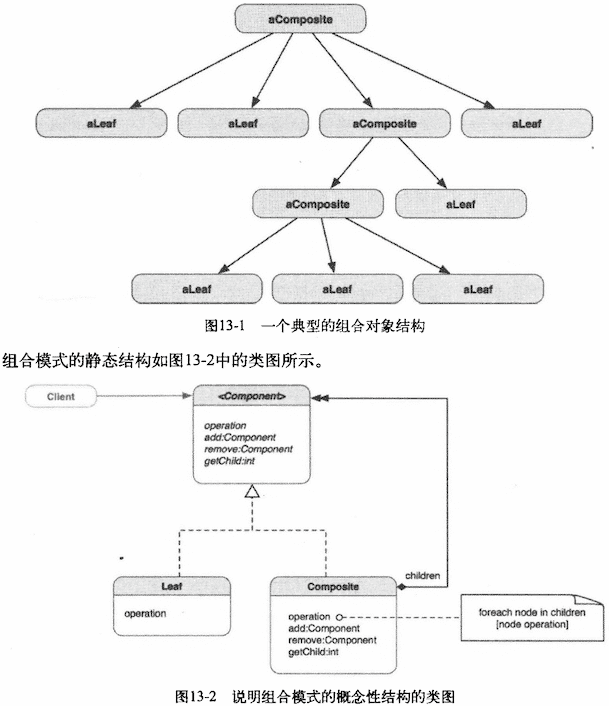 aComposite
aLeaf
aLeaf
aComposite
aLeaf
aComposite
aLeaf
aLeaf
aLeaf
aLeaf
图13-1 一个典型的组合对象结构
组合模式的静态结构如图13-2中的类图所示。
Client
<Component>
operation
add:Component
remove:Component
getChild:int
children
Leaf
operation
Composite
operation
add:Component
remove:Component
getChild:int
foreach node in children
[node operation]
图13-2 说明组合模式的概念性结构的类图